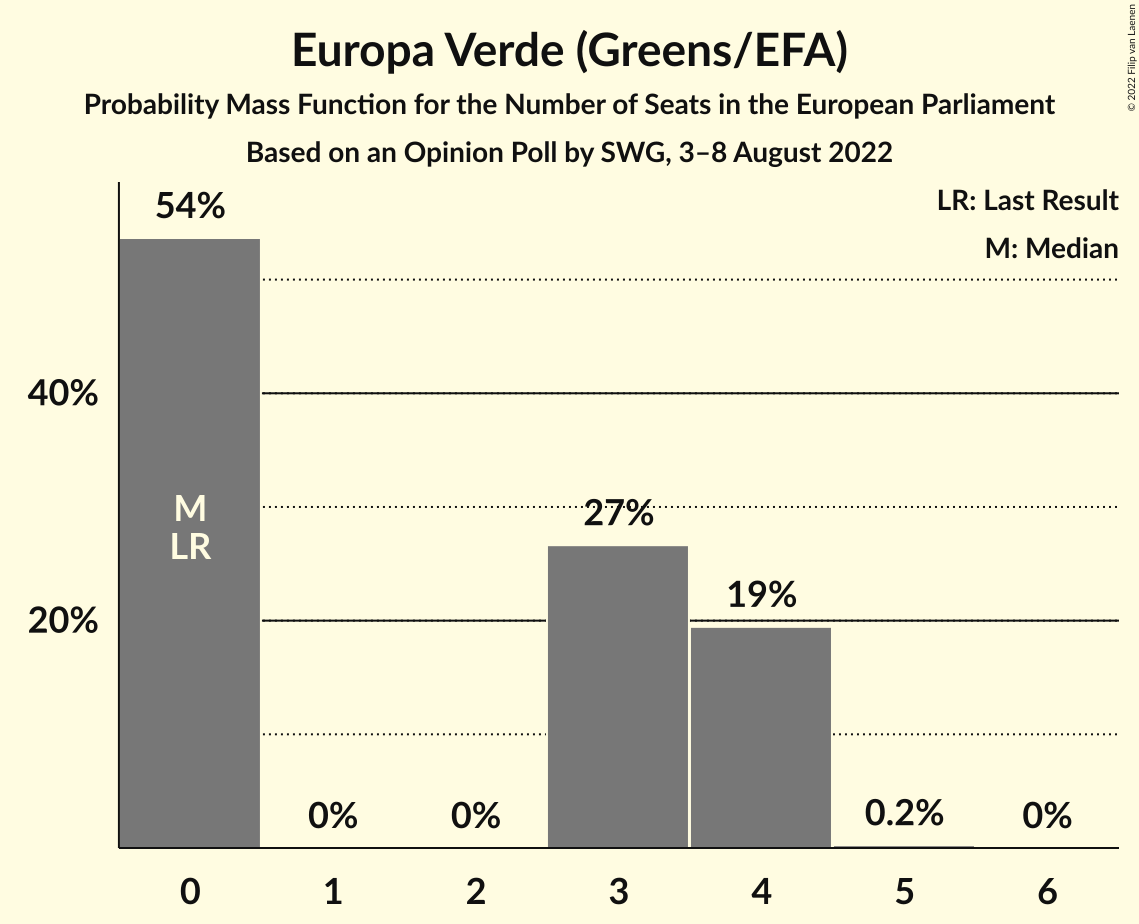 Europa Verde (Greens/EFA)
Probability Mass Function for the Number of Seats in the European Parliament
Based on an Opinion Poll by SWG, 3–8 August 2022
© 2022 Filip van Laenen
LR: Last Result
M: Median
54%
40%
M
LR
27%
19%
20%
0%
0%
0.2%
0%
0 1 2 3 4 5 6